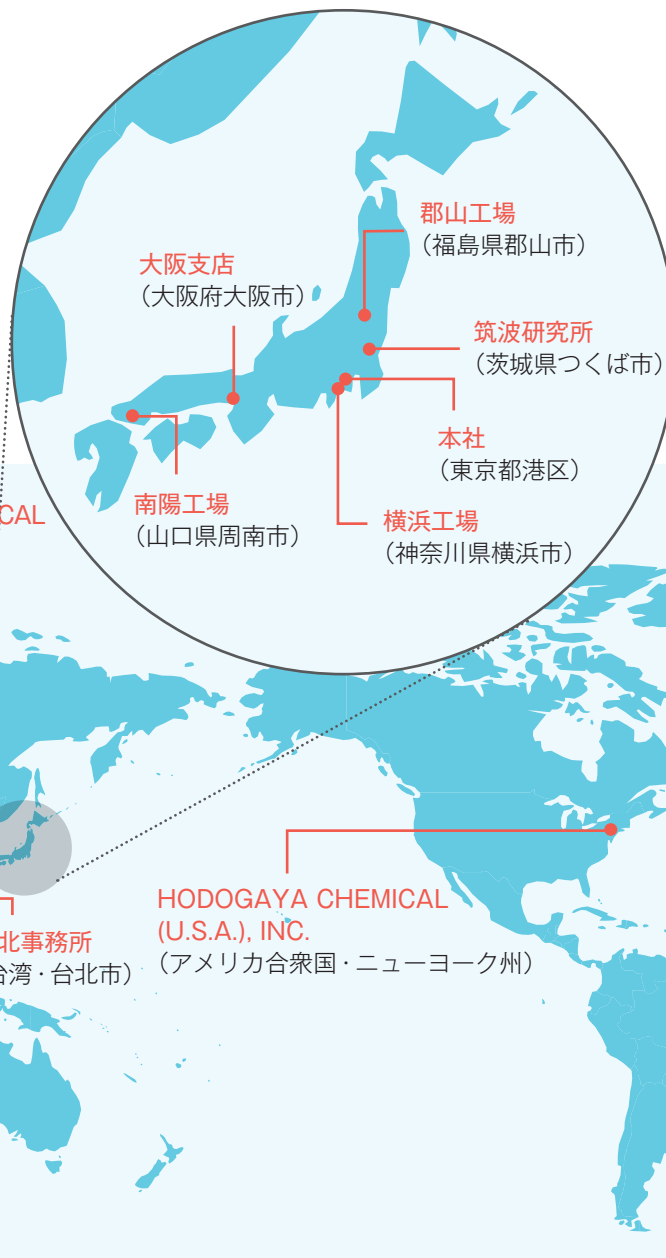 郡山工場
（福島県郡山市）
大阪支店
（大阪府大阪市）
筑波研究所
（茨城県つくば市）
本社
（東京都港区）
南陽工場
（山口県周南市）
横浜工場
（神奈川県横浜市）
CAL
HODOGAYA CHEMICAL
(U.S.A.), INC.
（アメリカ合衆国・ニューヨーク州）
北事務所
台湾・台北市）